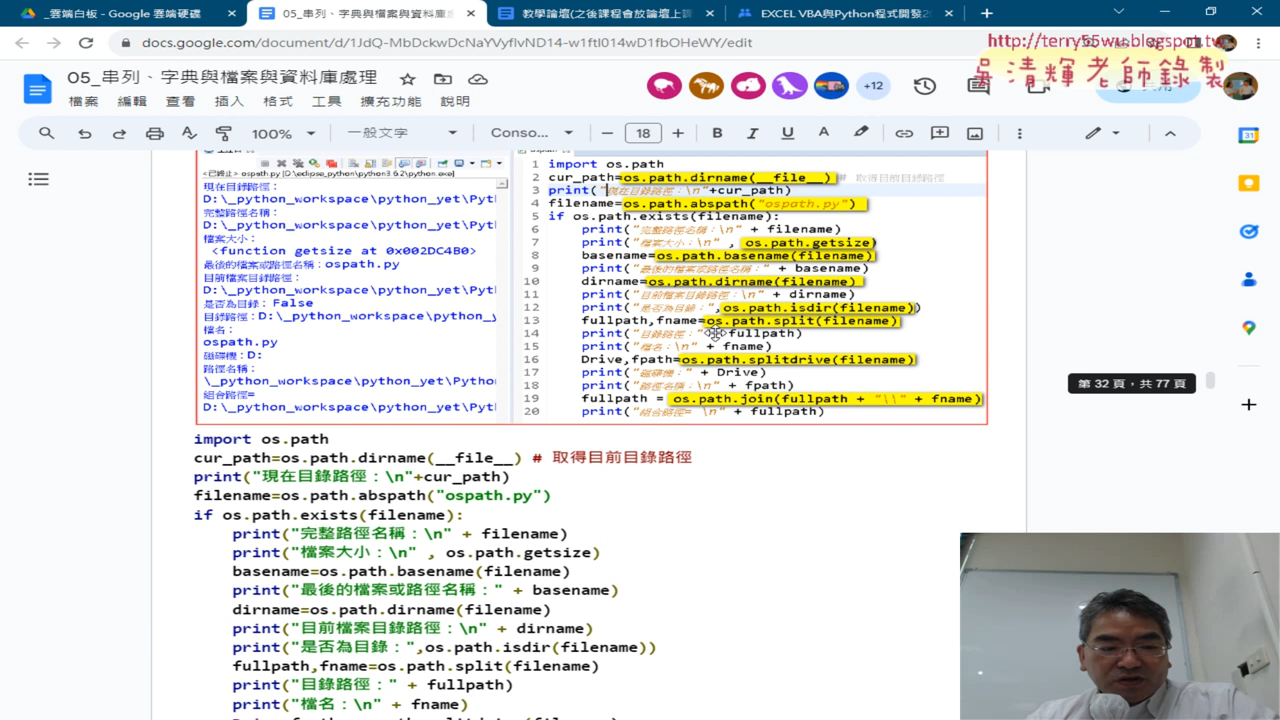 _雲端白板 - Google 雲端硬碟
05_串列、字典與檔案與資料庫處理
教學論壇(之後課程會放論壇上課
EXCEL VBA與Python程式開發2
docs.google.com/document/d/1JdQ-MbDckwDcNaYVyflvND14-w1ftl014wD1fbOHeWY/edit
http://terry55wu.blogspot.tw
吳清輝老師錄製
05_串列、字典與檔案與資料庫處理
檔案 編輯 查看 插入 格式 工具 擴充功能 說明
+12
100% 一般文字 Conso... 18
<已終止> ospath.py [D:\eclipse_python\python3.6.2\python.exe]
現在目錄路徑：
D:\_python_workspace\python_yet\Pyt
完整路徑名稱：
D:\_python_workspace\python_yet\Pyt
檔案大小：
<function getsize at 0x002DC4B0>
最後的檔案或路徑名稱：ospath.py
目前檔案目錄路徑：
D:\_python_workspace\python_yet\Pyt
是否為目錄： False
目錄路徑：D:\_python_workspace\pytho
ospath.py
檔名：
磁碟機：D:
路徑名稱：
\_python_workspace\python_yet\Pytho
組合路徑=
D:\_python_workspace\python_yet\Pyt
1 import os.path
2 cur_path=os.path.dirname(__file__) # 取得目前目錄路徑
3 print("現在目錄路徑：\n"+cur_path)
4 filename=os.path.abspath("ospath.py")
5 if os.path.exists(filename):
6 print("完整路徑名稱：\n" + filename)
7 print("檔案大小：\n" , os.path.getsize)
8 basename=os.path.basename(filename)
9 print("最後的檔案或路徑名稱：" + basename)
10 dirname=os.path.dirname(filename)
11 print("目前檔案目錄路徑：\n" + dirname)
12 print("是否為目錄：",os.path.isdir(filename))
13 fullpath,fname=os.path.split(filename)
14 print("目錄路徑：" + fullpath)
15 print("檔名：\n" + fname)
16 Drive,fpath=os.path.splitdrive(filename)
17 print("磁碟機：" + Drive)
18 print("路徑名稱：\n" + fpath)
19 fullpath = os.path.join(fullpath + "\\" + fname)
20 print("組合路徑= \n" + fullpath)
第 32 頁，共 77 頁
import os.path
cur_path=os.path.dirname(__file__) # 取得目前目錄路徑
print("現在目錄路徑：\n"+cur_path)
filename=os.path.abspath("ospath.py")
if os.path.exists(filename):
print("完整路徑名稱：\n" + filename)
print("檔案大小：\n" , os.path.getsize)
basename=os.path.basename(filename)
print("最後的檔案或路徑名稱：" + basename)
dirname=os.path.dirname(filename)
print("目前檔案目錄路徑：\n" + dirname)
print("是否為目錄：",os.path.isdir(filename))
fullpath,fname=os.path.split(filename)
print("目錄路徑：" + fullpath)
print("檔名：\n" + fname)